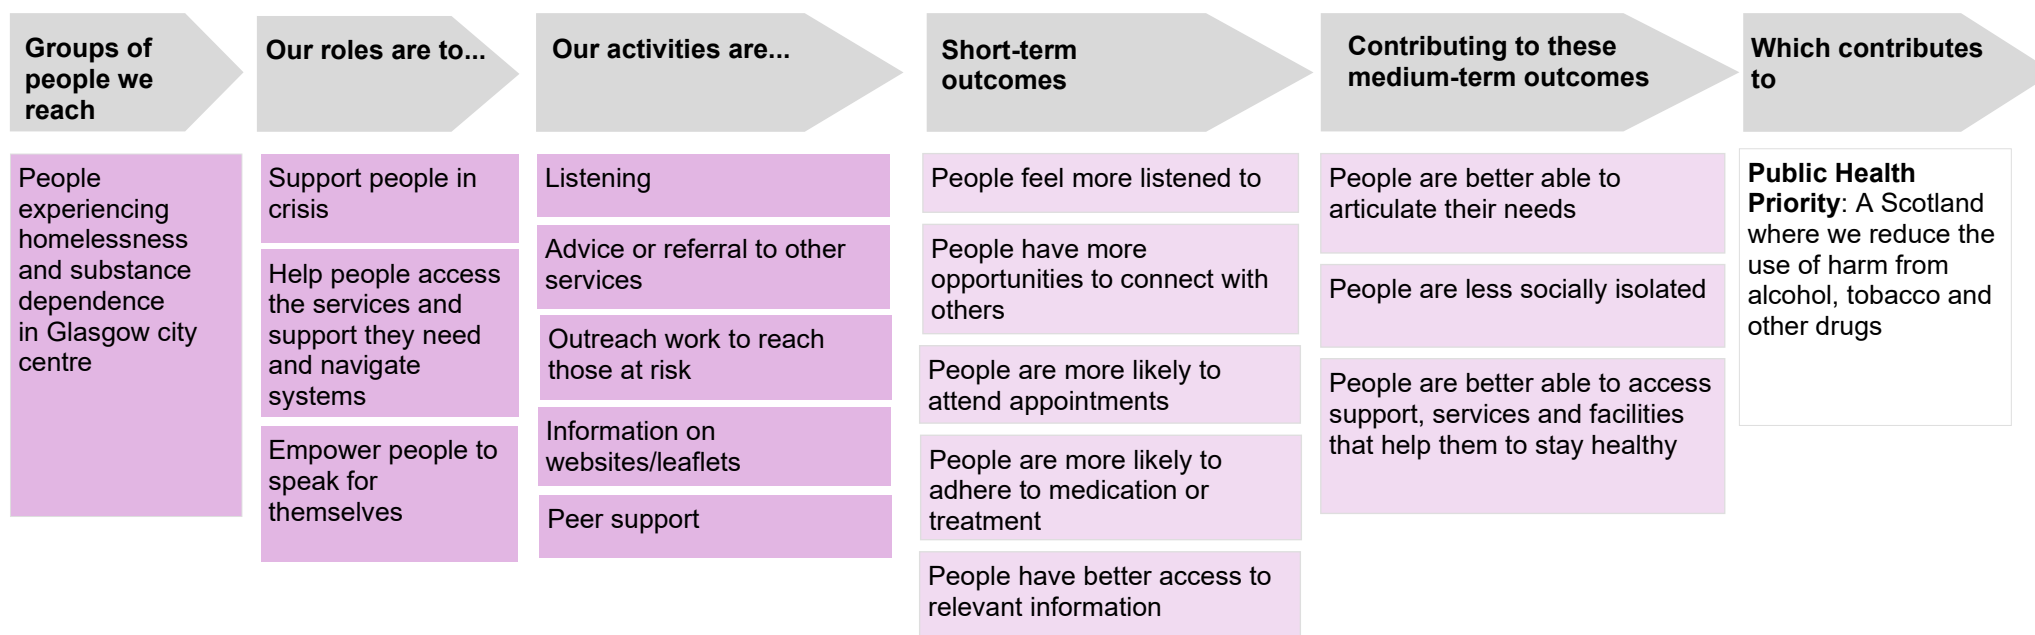 Groups of
people we
reach
Our roles are to...
Our activities are...
Short-term
outcomes
Contributing to these
medium-term outcomes
Which contributes
to
People
experiencing
homelessness
and substance
dependence
in Glasgow city
centre
Support people in
crisis
Help people access
the services and
support they need
and navigate
systems
Empower people to
speak for
themselves
Listening
Advice or referral to other
services
Outreach work to reach
those at risk
Information on
websites/leaflets
Peer support
People feel more listened to
People have more
opportunities to connect with
others
People are more likely to
attend appointments
People are more likely to
adhere to medication or
treatment
People have better access to
relevant information
People are better able to
articulate their needs
People are less socially isolated
People are better able to access
support, services and facilities
that help them to stay healthy
Public Health
Priority: A Scotland
where we reduce the
use of harm from
alcohol, tobacco and
other drugs